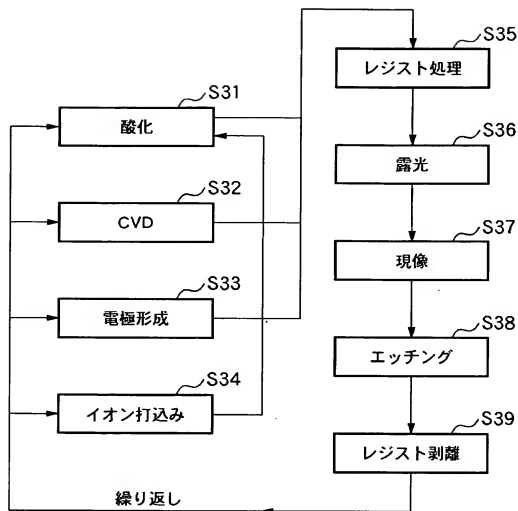 S31
酸化
S32
CVD
S33
電極形成
S34
イオン打込み
S35
レジスト処理
S36
露光
S37
現像
S38
エッチング
S39
レジスト剥離
繰り返し